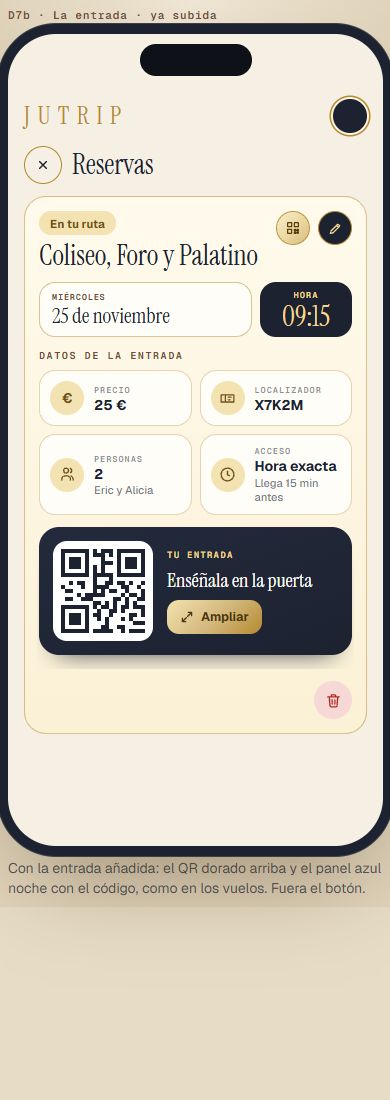 D7b · La entrada · ya subida
JUTRIP
Reservas
En tu ruta
Coliseo, Foro y Palatino
MIÉRCOLES
25 de noviembre
HORA
09:15
DATOS DE LA ENTRADA
PRECIO
25 €
LOCALIZADOR
X7K2M
PERSONAS
2
Eric y Alicia
ACCESO
Hora exacta
Llega 15 min
antes
TU ENTRADA
Enséñala en la puerta
Ampliar
Con la entrada añadida: el QR dorado arriba y el panel azul
noche con el código, como en los vuelos. Fuera el botón.